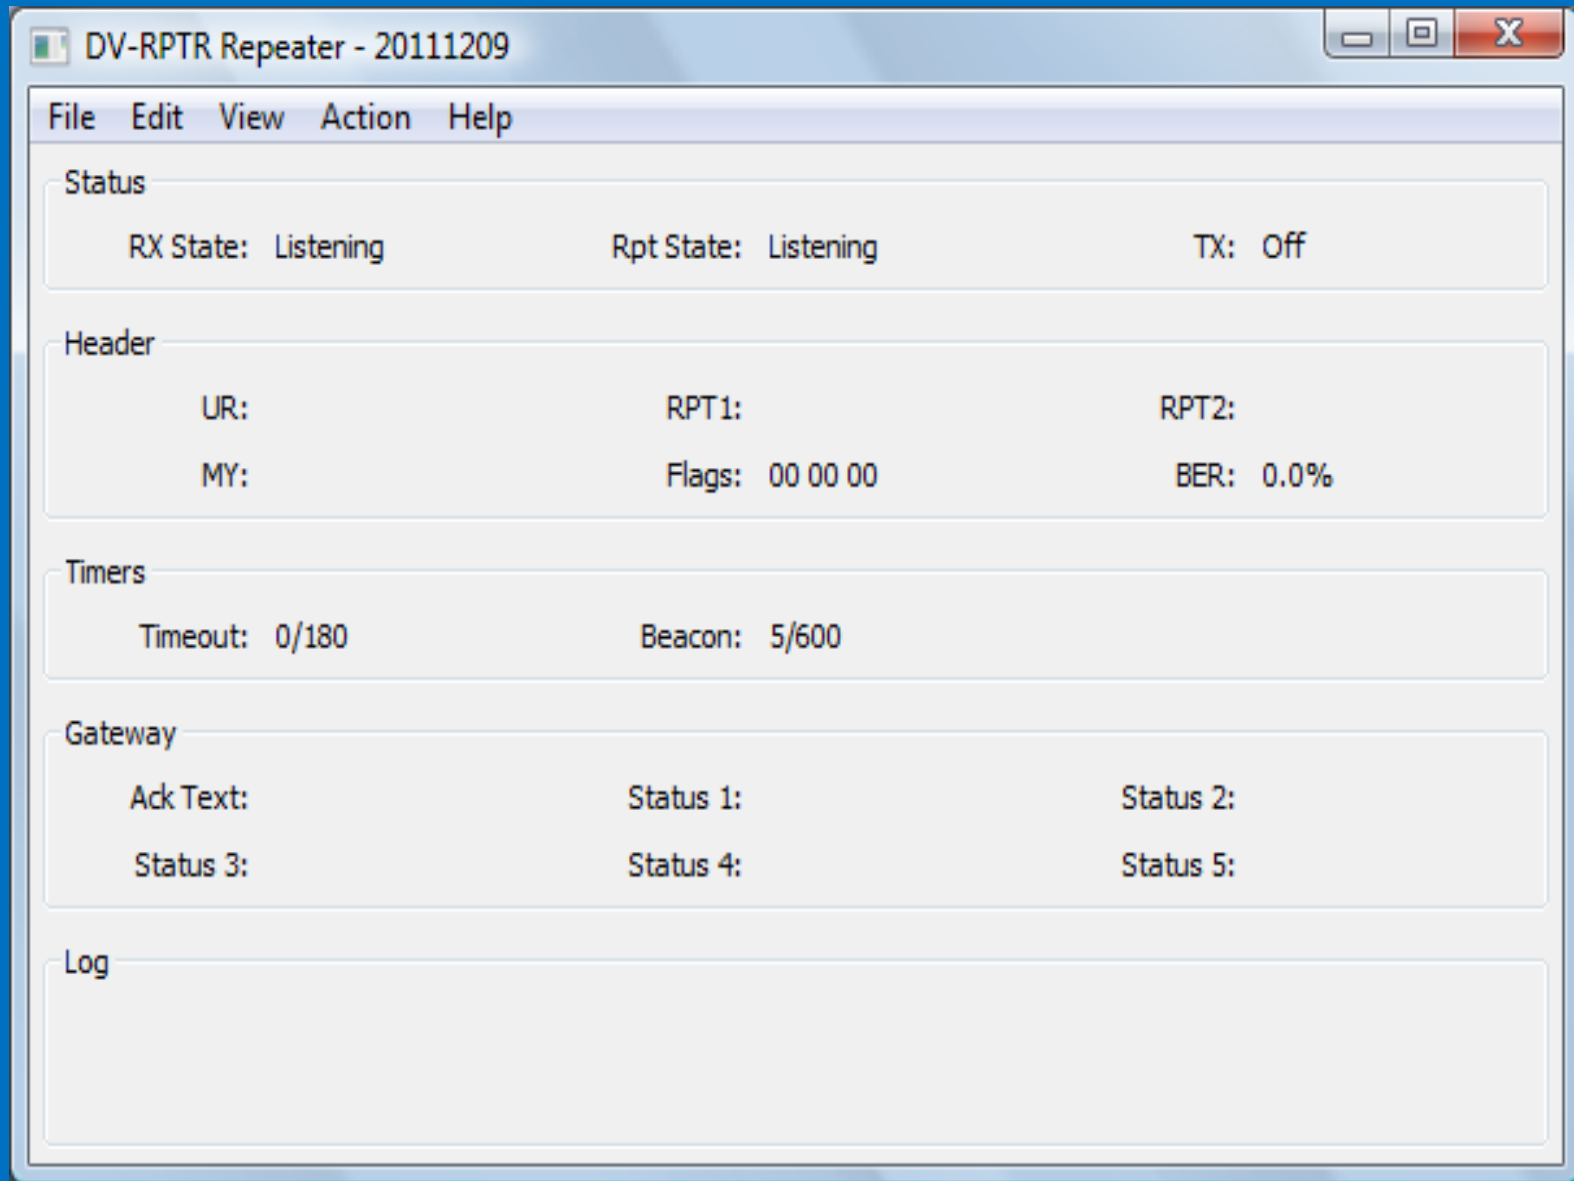 DV-RPTR Repeater - 20111209
File Edit View Action Help
Status
RX State: Listening Rpt State: Listening TX: Off
Header
UR: RPT1: RPT2:
MY: Flags: 00 00 00 BER: 0.0%
Timers
Timeout: 0/180 Beacon: 5/600
Gateway
Ack Text: Status 1: Status 2:
Status 3: Status 4: Status 5:
Log